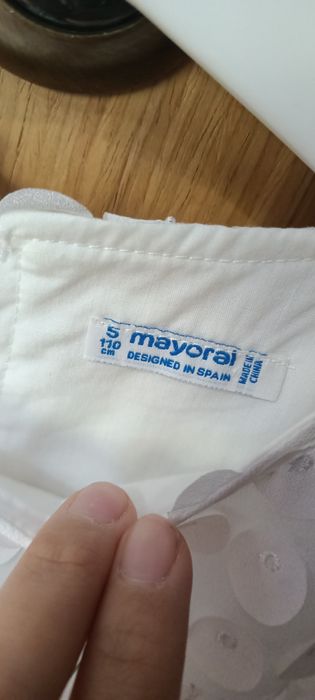 5
110
cm
mayoral
DESIGNED IN SPAIN
MADE IN
CHINA